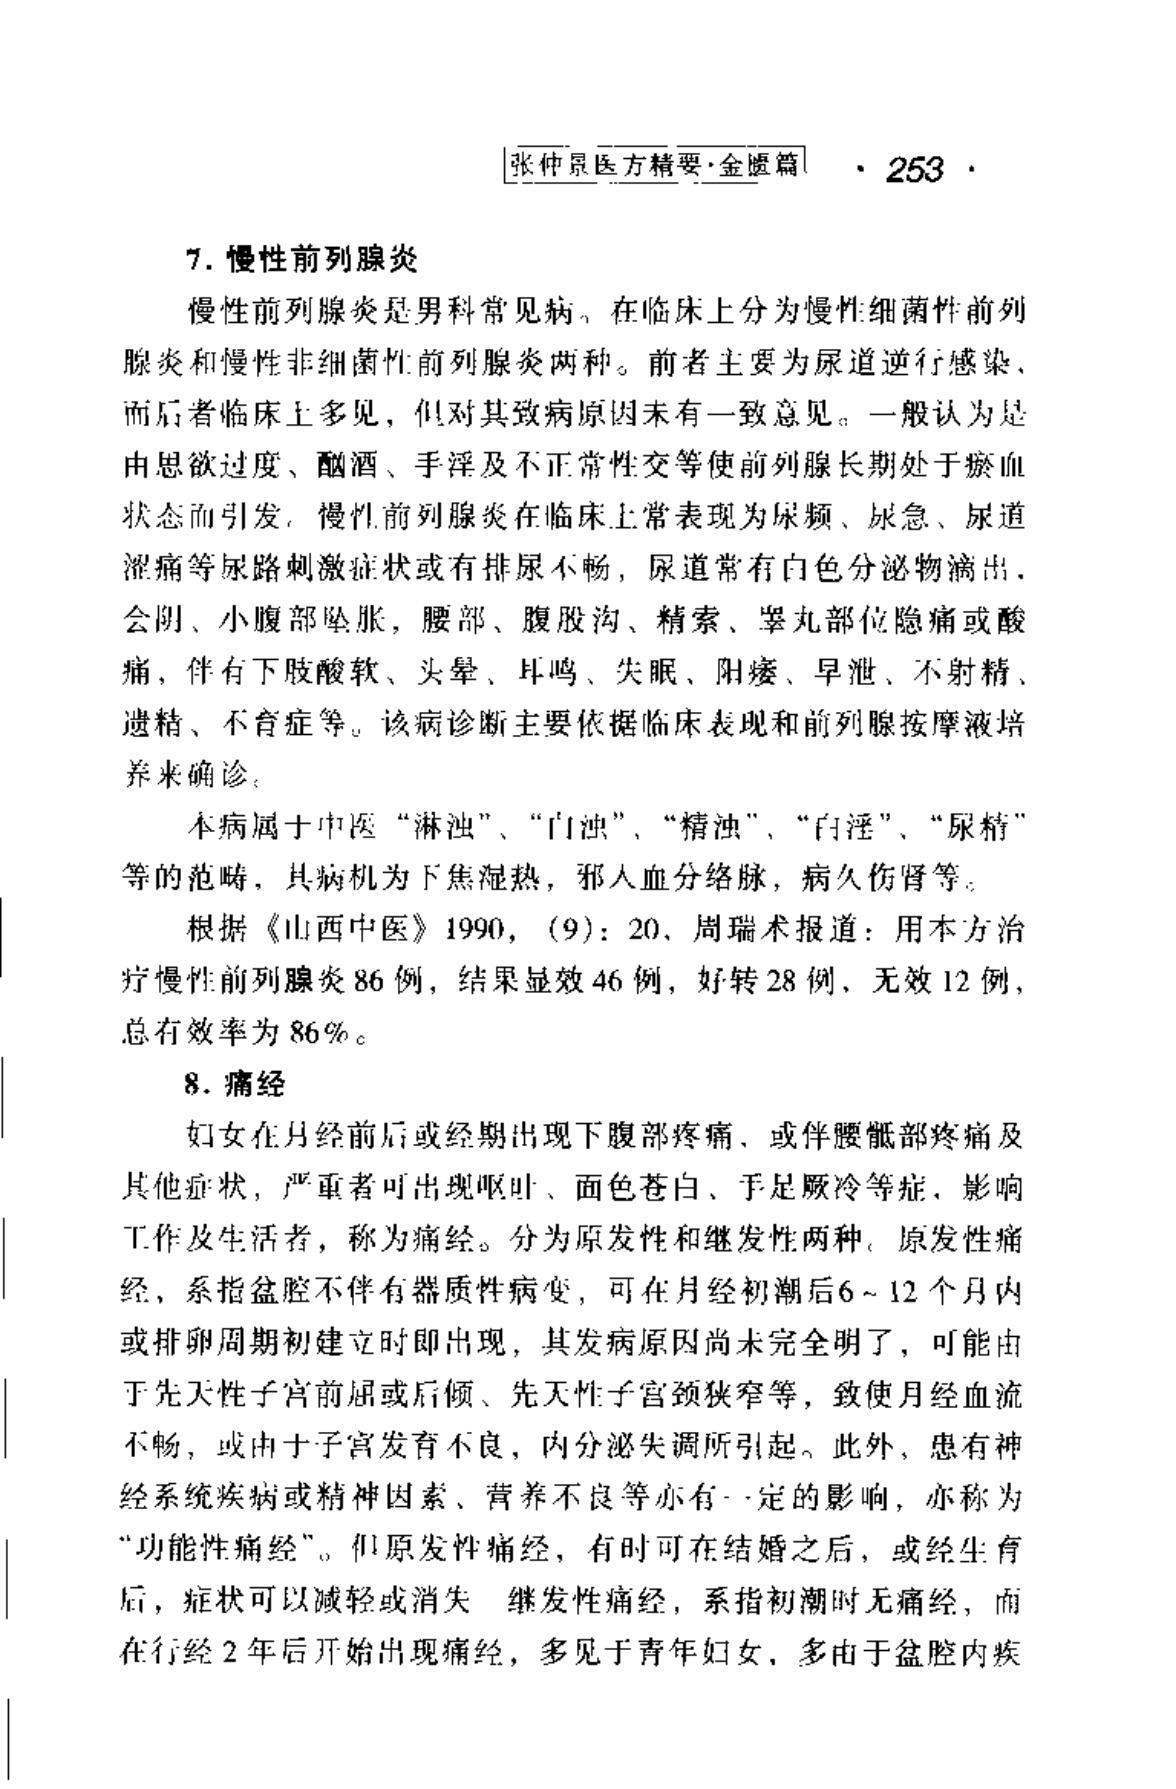 张仲景医方精要·金匮篇 · 253 ·
7. 慢性前列腺炎
慢性前列腺炎是男科常见病。在临床上分为慢性细菌性前列
腺炎和慢性非细菌性前列腺炎两种。前者主要为尿道逆行感染，
而后者临床上多见，但对其致病原因未有一致意见。一般认为是
由思欲过度、酗酒、手淫及不正常性交等使前列腺长期处于瘀血
状态而引发。慢性前列腺炎在临床上常表现为尿频、尿急、尿道
涩痛等尿路刺激症状或有排尿不畅，尿道常有白色分泌物滴出，
会阴、小腹部坠胀，腰部、腹股沟、精索、睾丸部位隐痛或酸
痛，伴有下肢酸软、头晕、耳鸣、失眠、阳痿、早泄、不射精、
遗精、不育症等。该病诊断主要依据临床表现和前列腺按摩液培
养来确诊。
本病属于中医“淋浊”、“白浊”、“精浊”、“白淫”、“尿精”
等的范畴，其病机为下焦湿热，邪入血分络脉，病久伤肾等。
根据《山西中医》1990，（9）：20，周瑞术报道：用本方治
疗慢性前列腺炎 86 例，结果显效 46 例，好转 28 例，无效 12 例，
总有效率为 86%。
8. 痛经
妇女在月经前后或经期出现下腹部疼痛，或伴腰骶部疼痛及
其他症状，严重者可出现呕吐、面色苍白、手足厥冷等症，影响
工作及生活者，称为痛经。分为原发性和继发性两种。原发性痛
经，系指盆腔不伴有器质性病变，可在月经初潮后6～12 个月内
或排卵周期初建立时即出现，其发病原因尚未完全明了，可能由
于先天性子宫前屈或后倾、先天性子宫颈狭窄等，致使月经血流
不畅，或由于子宫发育不良，内分泌失调所引起。此外，患有神
经系统疾病或精神因素、营养不良等亦有一定的影响，亦称为
“功能性痛经”。但原发性痛经，有时可在结婚之后，或经生育
后，症状可以减轻或消失 继发性痛经，系指初潮时无痛经，而
在行经 2 年后开始出现痛经，多见于青年妇女，多由于盆腔内疾